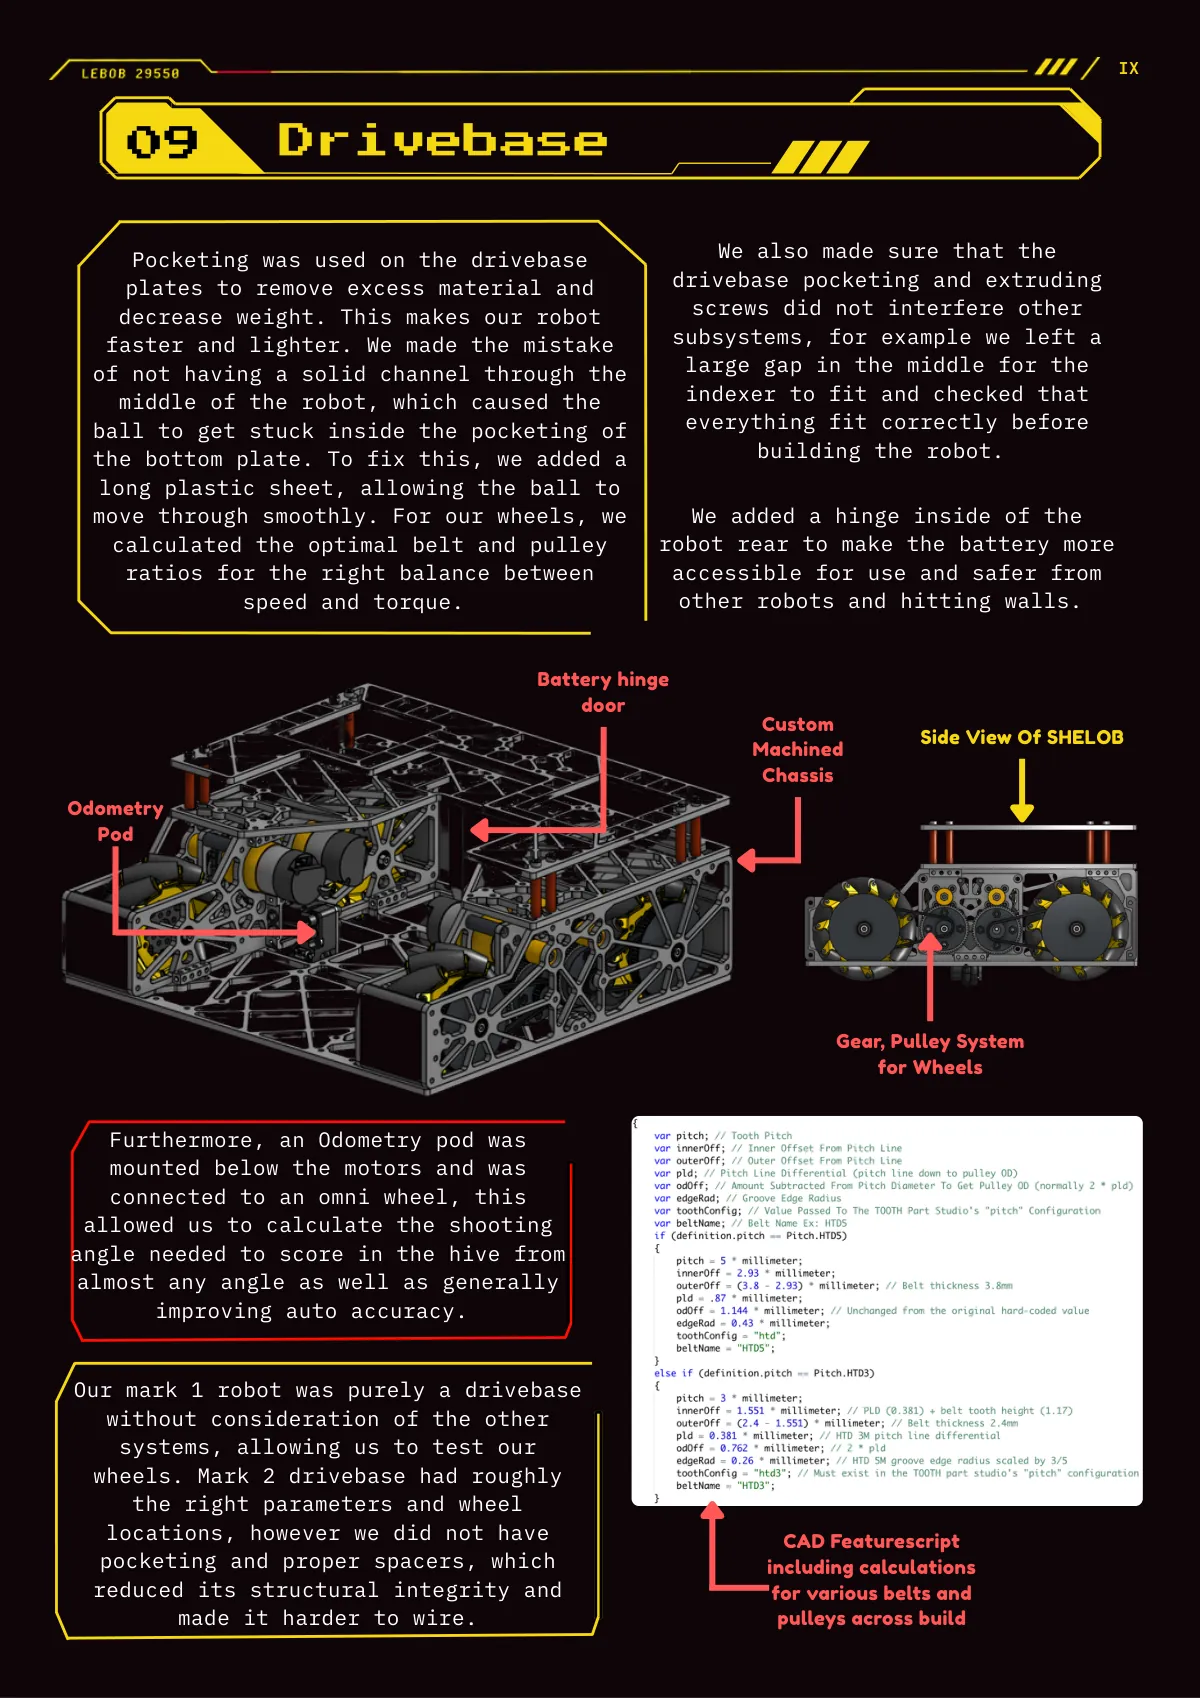 LEBOB 29550
IX
09
Drivebase
Pocketing was used on the drivebase
plates to remove excess material and
decrease weight. This makes our robot
faster and lighter. We made the mistake
of not having a solid channel through the
middle of the robot, which caused the
ball to get stuck inside the pocketing of
the bottom plate. To fix this, we added a
long plastic sheet, allowing the ball to
move through smoothly. For our wheels, we
calculated the optimal belt and pulley
ratios for the right balance between
speed and torque.
We also made sure that the
drivebase pocketing and extruding
screws did not interfere other
subsystems, for example we left a
large gap in the middle for the
indexer to fit and checked that
everything fit correctly before
building the robot.
We added a hinge inside of the
robot rear to make the battery more
accessible for use and safer from
other robots and hitting walls.
Battery hinge
door
Custom
Machined
Chassis
Side View Of SHELOB
Odometry
Pod
Gear, Pulley System
for Wheels
Furthermore, an Odometry pod was
mounted below the motors and was
connected to an omni wheel, this
allowed us to calculate the shooting
angle needed to score in the hive from
almost any angle as well as generally
improving auto accuracy.
Our mark 1 robot was purely a drivebase
without consideration of the other
systems, allowing us to test our
wheels. Mark 2 drivebase had roughly
the right parameters and wheel
locations, however we did not have
pocketing and proper spacers, which
reduced its structural integrity and
made it harder to wire.
{
var pitch; // Tooth Pitch
var innerOff; // Inner Offset From Pitch Line
var outerOff; // Outer Offset From Pitch Line
var pld; // Pitch Line Differential (pitch line down to pulley OD)
var odOff; // Amount Subtracted From Pitch Diameter To Get Pulley OD (normally 2 * pld)
var edgeRad; // Groove Edge Radius
var toothConfig; // Value Passed To The TOOTH Part Studio's "pitch" Configuration
var beltName; // Belt Name Ex: HTD5
if (definition.pitch == Pitch.HTD5)
{
pitch = 5 * millimeter;
innerOff = 2.93 * millimeter;
outerOff = (3.8 - 2.93) * millimeter; // Belt thickness 3.8mm
pld = .87 * millimeter;
odOff = 1.144 * millimeter; // Unchanged from the original hard-coded value
edgeRad = 0.43 * millimeter;
toothConfig = "htd";
beltName = "HTD5";
}
else if (definition.pitch == Pitch.HTD3)
{
pitch = 3 * millimeter;
innerOff = 1.551 * millimeter; // PLD (0.381) + belt tooth height (1.17)
outerOff = (2.4 - 1.551) * millimeter; // Belt thickness 2.4mm
pld = 0.381 * millimeter; // HTD 3M pitch line differential
odOff = 0.762 * millimeter; // 2 * pld
edgeRad = 0.26 * millimeter; // HTD 5M groove edge radius scaled by 3/5
toothConfig = "htd3"; // Must exist in the TOOTH part studio's "pitch" configuration
beltName = "HTD3";
}
CAD Featurescript
including calculations
for various belts and
pulleys across build